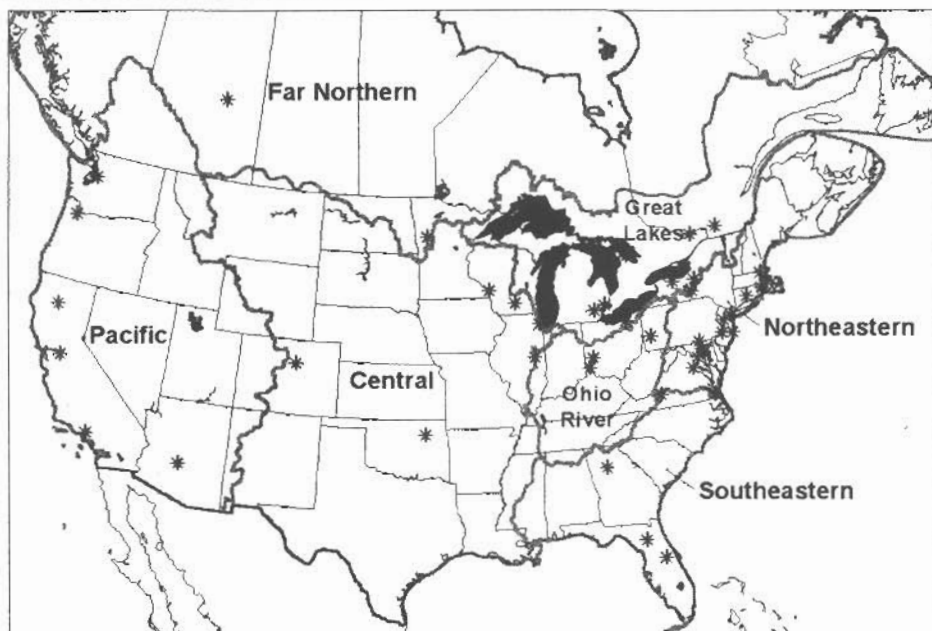 Far Northern
Great
Lakes
Pacific
Northeastern
Central
Ohio
River
Southeastern